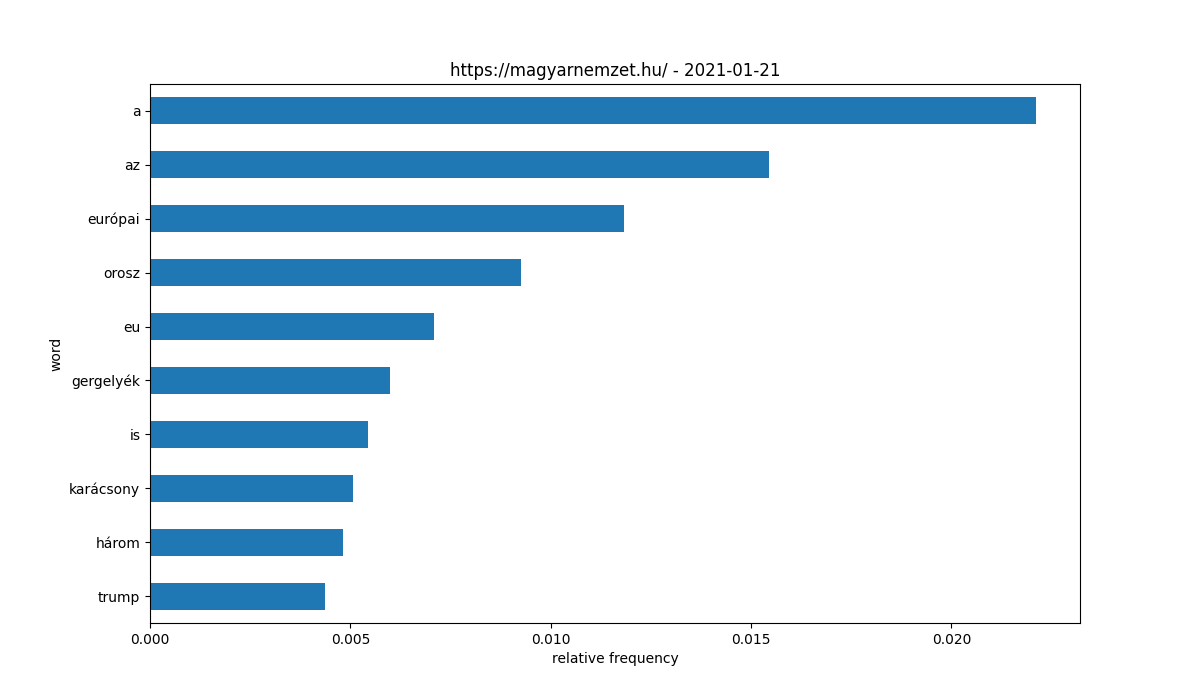 https://magyarnemzet.hu/ - 2021-01-21
a
az
európai
orosz
eu
gergelyék
is
karácsony
három
trump
word
0.000 0.005 0.010 0.015 0.020
relative frequency